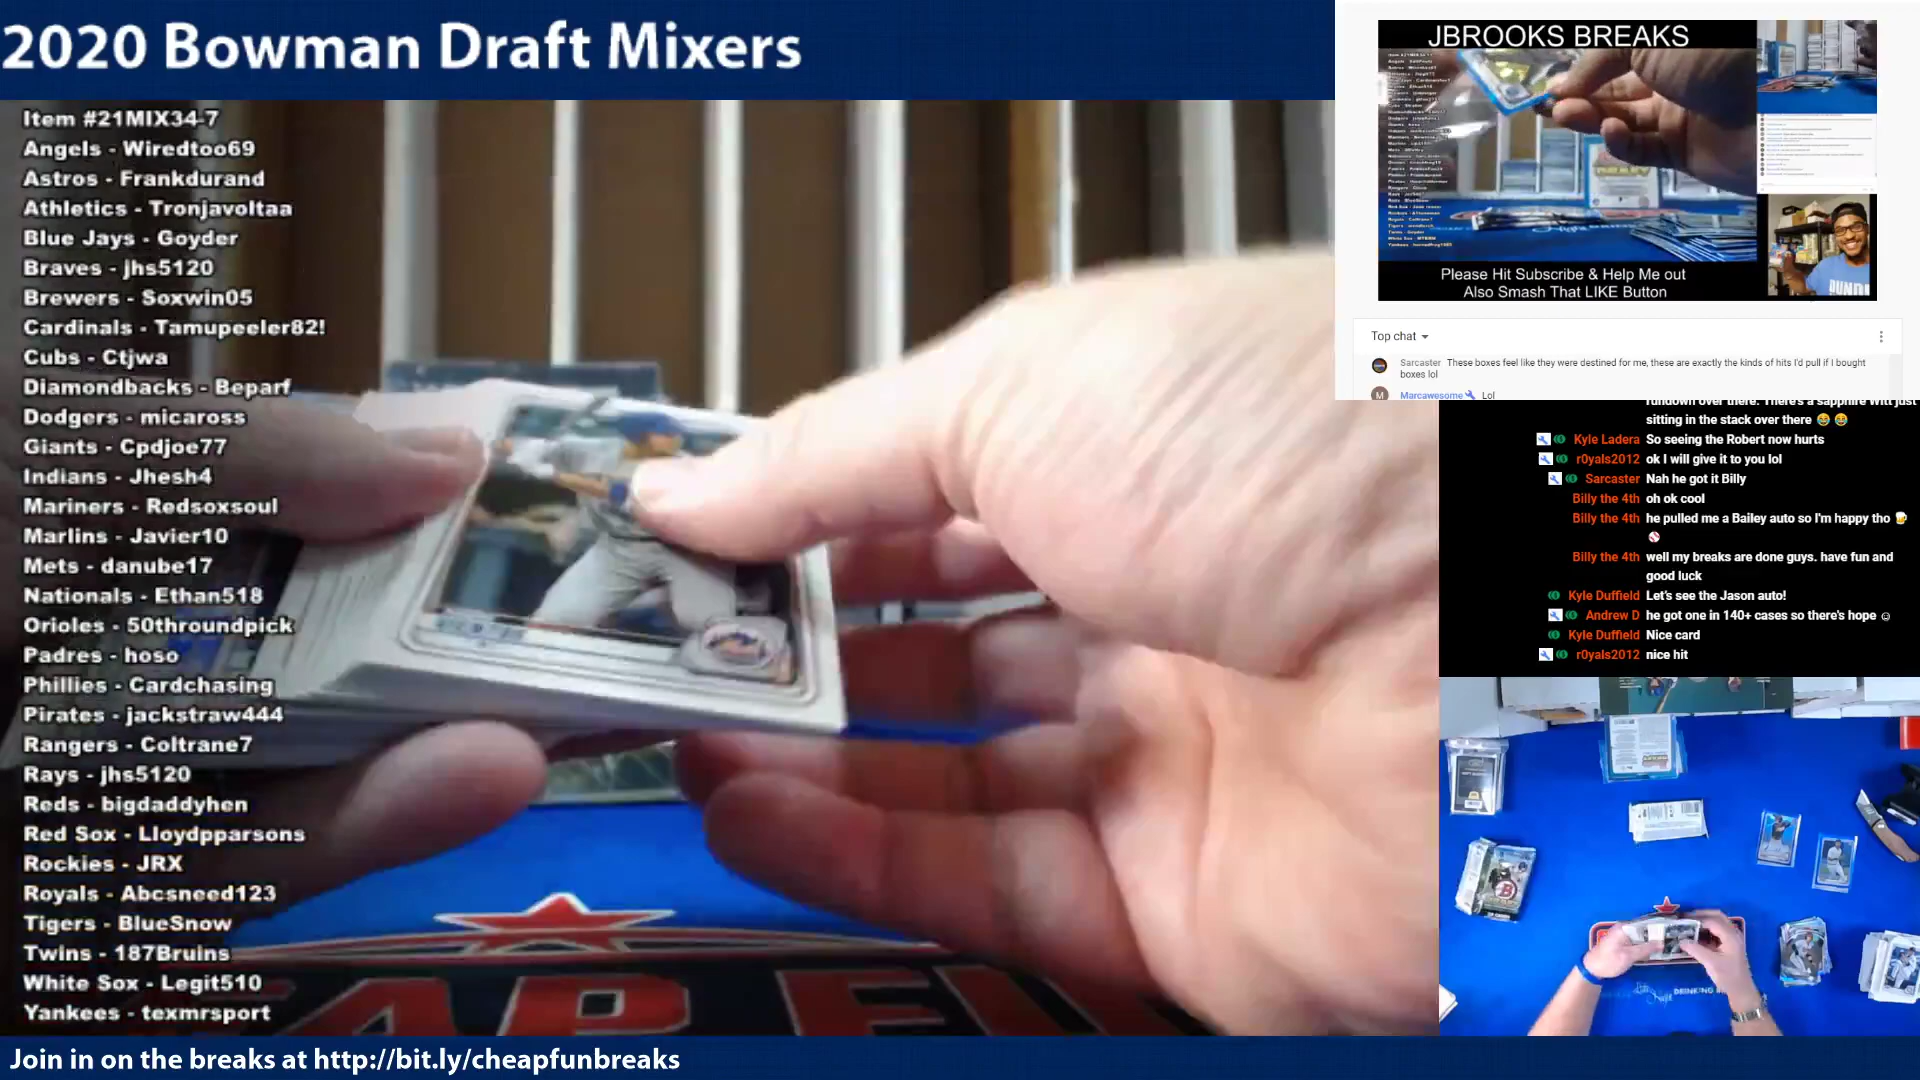 2020 Bowman Draft Mixers
Item #21MIX34-7
Angels - Wiredtoo69
Astros - Frankdurand
Athletics - Tronjavoltaa
Blue Jays - Goyder
Braves - jhs5120
Brewers - Soxwin05
Cardinals - Tamupeeler82!
Cubs - Ctjwa
Diamondbacks - Beparf
Dodgers - micaross
Giants - Cpdjoe77
Indians - Jhesh4
Mariners - Redsoxsoul
Marlins - Javier10
Mets - danube17
Nationals - Ethan518
Orioles - 50throundpick
Padres - hoso
Phillies - Cardchasing
Pirates - jackstraw444
Rangers - Coltrane7
Rays - jhs5120
Reds - bigdaddyhen
Red Sox - Lloydpparsons
Rockies - JRX
Royals - Abcsneed123
Tigers - BlueSnow
Twins - 187Bruins
White Sox - Legit510
Yankees - texmrsport
Join in on the breaks at http://bit.ly/cheapfunbreaks
JBROOKS BREAKS
Please Hit Subscribe & Help Me out
Also Smash That LIKE Button
Top chat
Sarcaster These boxes feel like they were destined for me, these are exactly the kinds of hits I'd pull if I bought
boxes lol
M Marcawesome Lol
rundown over there. There's a sapphire Witt just
sitting in the stack over there 😂 😂
Kyle Ladera So seeing the Robert now hurts
r0yals2012 ok I will give it to you lol
Sarcaster Nah he got it Billy
Billy the 4th oh ok cool
Billy the 4th he pulled me a Bailey auto so I'm happy tho 🍺
⚾
Billy the 4th well my breaks are done guys. have fun and
good luck
Kyle Duffield Let's see the Jason auto!
Andrew D he got one in 140+ cases so there's hope ☺
Kyle Duffield Nice card
r0yals2012 nice hit